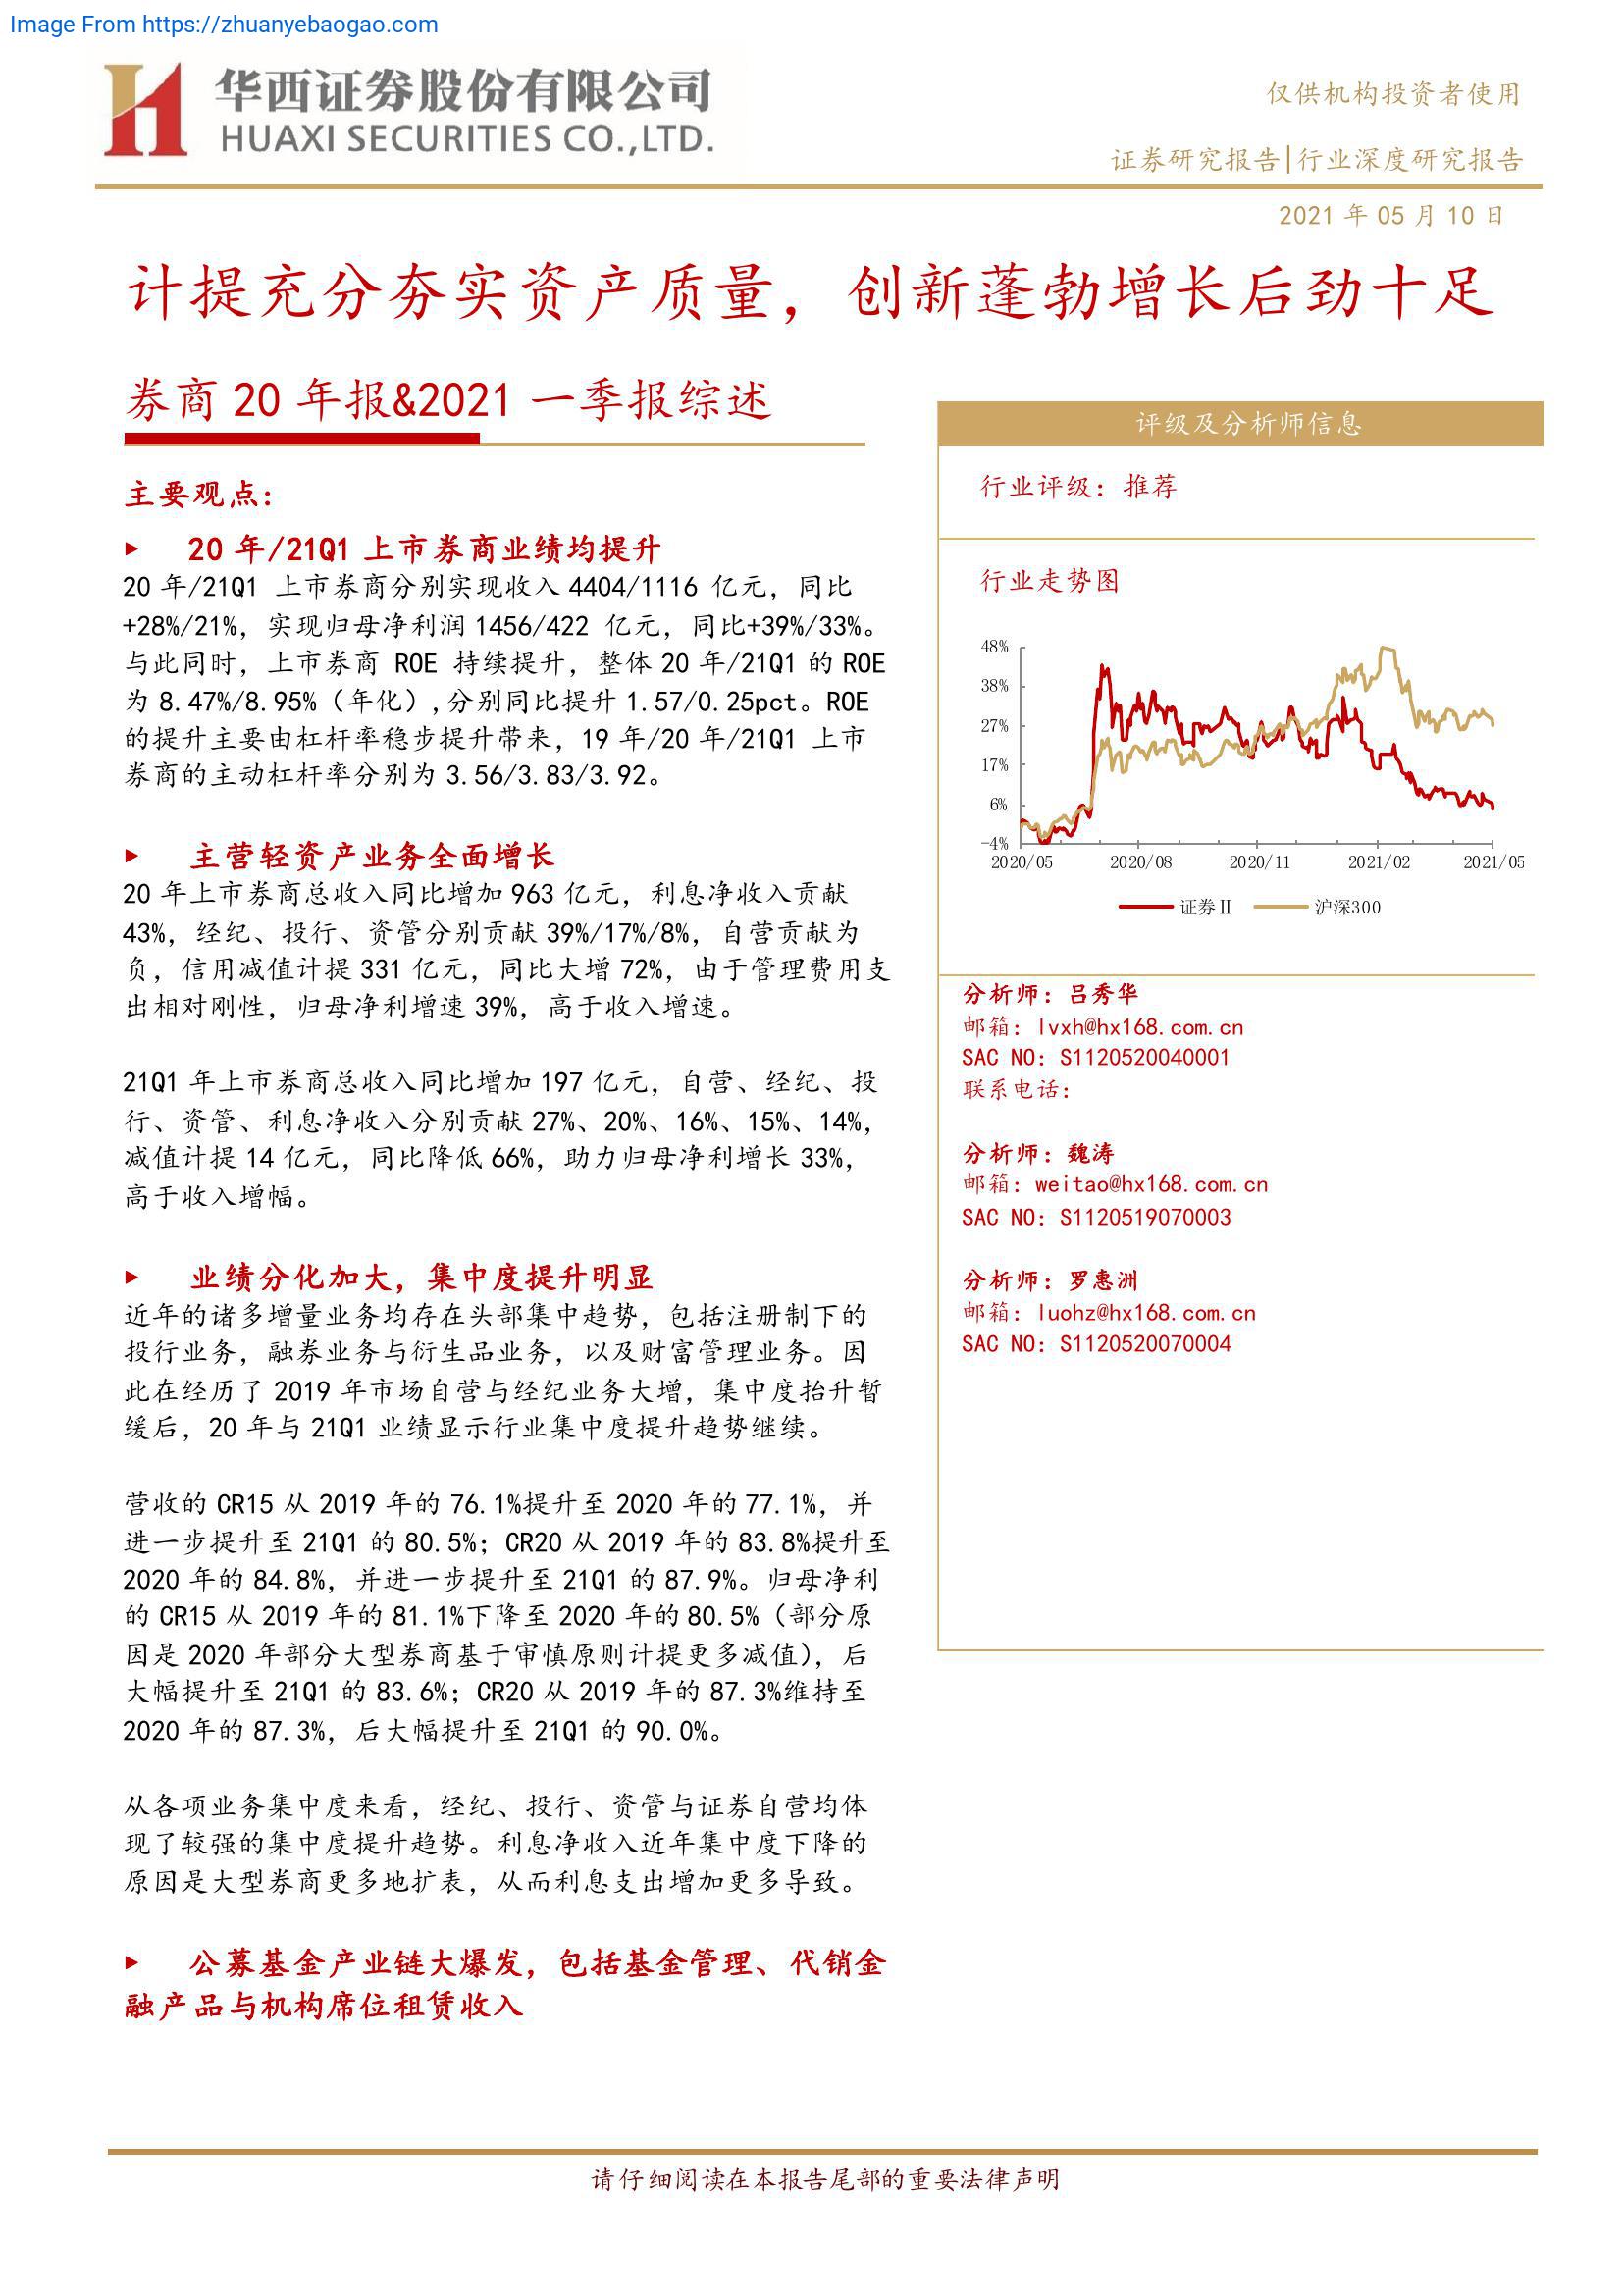 Image From https://zhuanyebaogao.com
华西证券股份有限公司
HUAXI SECURITIES CO.,LTD.
仅供机构投资者使用
证券研究报告|行业深度研究报告
2021 年 05 月 10 日
计提充分夯实资产质量，创新蓬勃增长后劲十足
券商 20 年报&2021 一季报综述
主要观点：
► 20 年/21Q1 上市券商业绩均提升
20 年/21Q1 上市券商分别实现收入 4404/1116 亿元，同比
+28%/21%，实现归母净利润 1456/422 亿元，同比+39%/33%。
与此同时，上市券商 ROE 持续提升，整体 20 年/21Q1 的 ROE
为 8.47%/8.95%（年化）,分别同比提升 1.57/0.25pct。ROE
的提升主要由杠杆率稳步提升带来，19 年/20 年/21Q1 上市
券商的主动杠杆率分别为 3.56/3.83/3.92。
► 主营轻资产业务全面增长
20 年上市券商总收入同比增加 963 亿元，利息净收入贡献
43%，经纪、投行、资管分别贡献 39%/17%/8%，自营贡献为
负，信用减值计提 331 亿元，同比大增 72%，由于管理费用支
出相对刚性，归母净利增速 39%，高于收入增速。
21Q1 年上市券商总收入同比增加 197 亿元，自营、经纪、投
行、资管、利息净收入分别贡献 27%、20%、16%、15%、14%，
减值计提 14 亿元，同比降低 66%，助力归母净利增长 33%，
高于收入增幅。
► 业绩分化加大，集中度提升明显
近年的诸多增量业务均存在头部集中趋势，包括注册制下的
投行业务，融券业务与衍生品业务，以及财富管理业务。因
此在经历了 2019 年市场自营与经纪业务大增，集中度抬升暂
缓后，20 年与 21Q1 业绩显示行业集中度提升趋势继续。
营收的 CR15 从 2019 年的 76.1%提升至 2020 年的 77.1%，并
进一步提升至 21Q1 的 80.5%；CR20 从 2019 年的 83.8%提升至
2020 年的 84.8%，并进一步提升至 21Q1 的 87.9%。归母净利
的 CR15 从 2019 年的 81.1%下降至 2020 年的 80.5%（部分原
因是 2020 年部分大型券商基于审慎原则计提更多减值），后
大幅提升至 21Q1 的 83.6%；CR20 从 2019 年的 87.3%维持至
2020 年的 87.3%，后大幅提升至 21Q1 的 90.0%。
从各项业务集中度来看，经纪、投行、资管与证券自营均体
现了较强的集中度提升趋势。利息净收入近年集中度下降的
原因是大型券商更多地扩表，从而利息支出增加更多导致。
► 公募基金产业链大爆发，包括基金管理、代销金
融产品与机构席位租赁收入
评级及分析师信息
行业评级：推荐
行业走势图
48%
38%
27%
17%
6%
-4%
2020/05 2020/08 2020/11 2021/02 2021/05
证券Ⅱ 沪深300
分析师：吕秀华
邮箱：lvxh@hx168.com.cn
SAC NO：S1120520040001
联系电话：
分析师：魏涛
邮箱：weitao@hx168.com.cn
SAC NO：S1120519070003
分析师：罗惠洲
邮箱：luohz@hx168.com.cn
SAC NO：S1120520070004
请仔细阅读在本报告尾部的重要法律声明